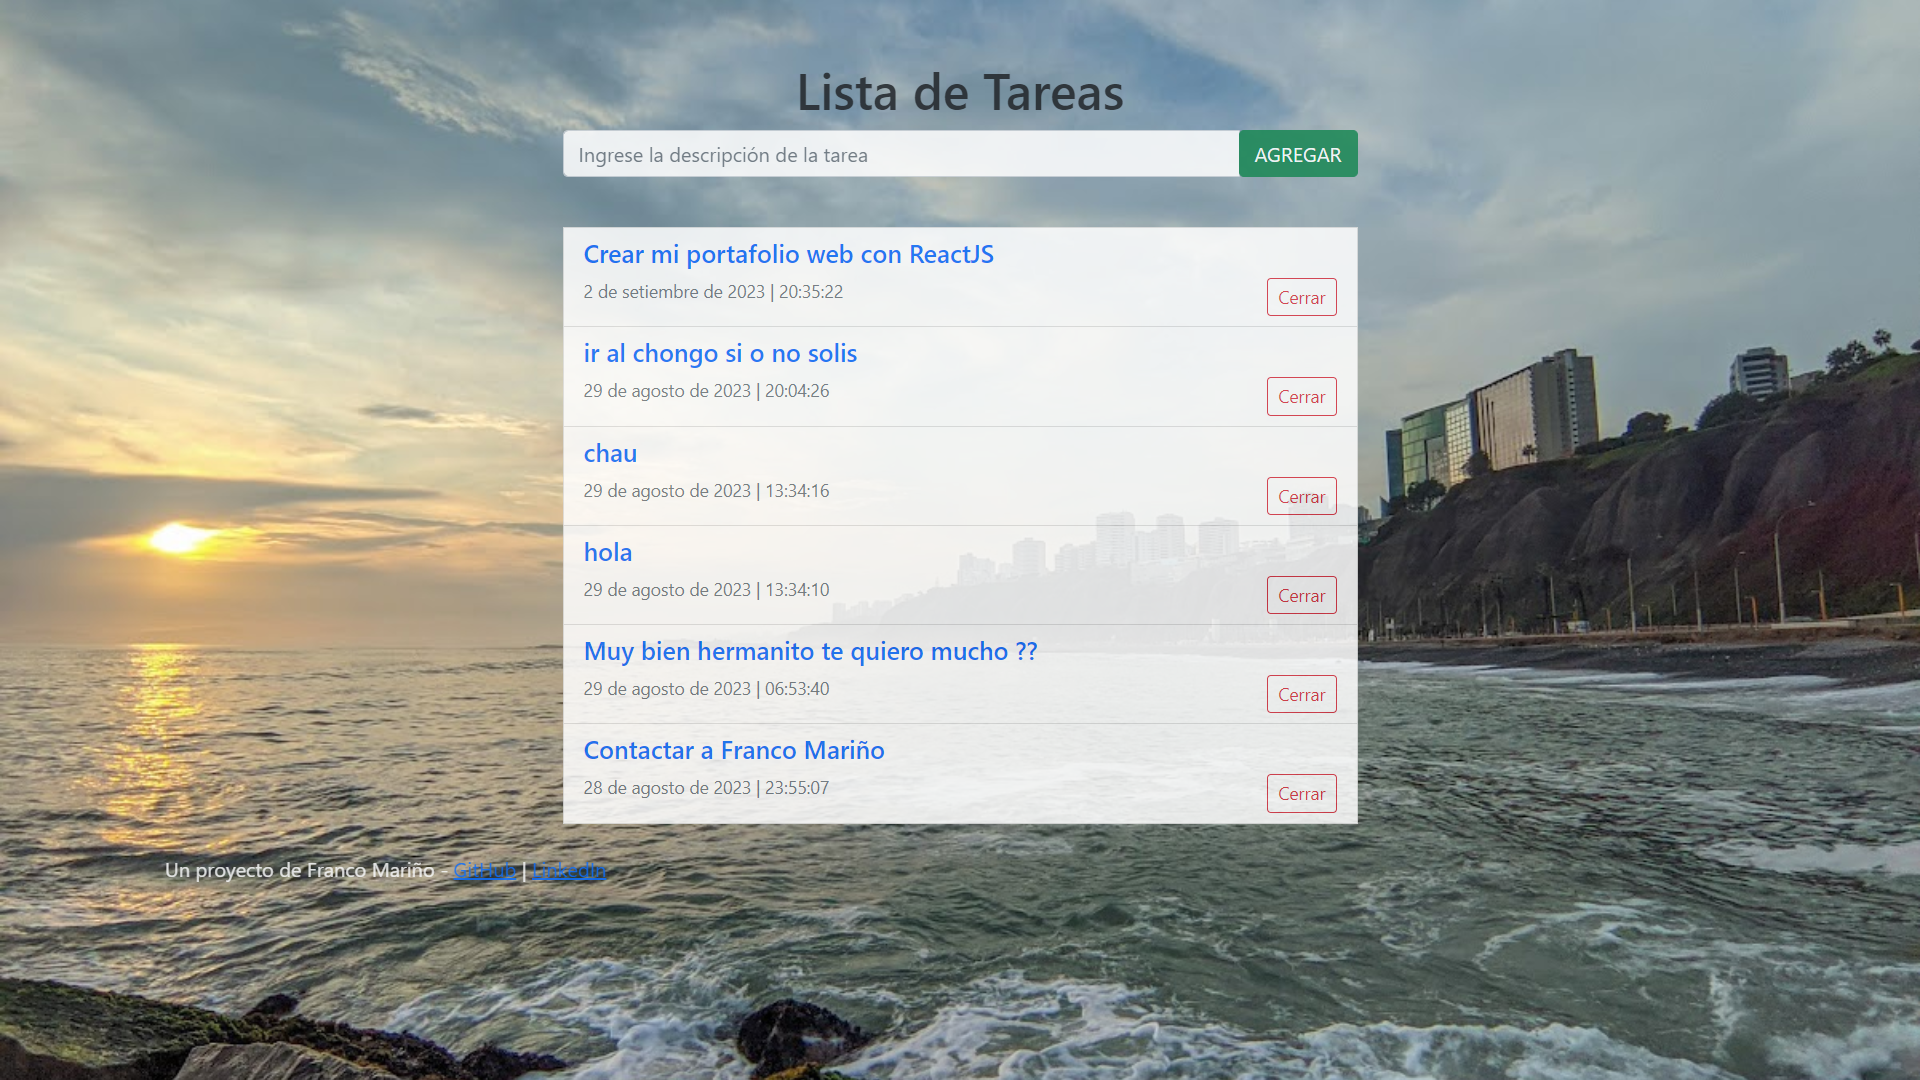 Lista de Tareas
Ingrese la descripción de la tarea
AGREGAR
Crear mi portafolio web con ReactJS
2 de setiembre de 2023 | 20:35:22
Cerrar
ir al chongo si o no solis
29 de agosto de 2023 | 20:04:26
Cerrar
chau
29 de agosto de 2023 | 13:34:16
Cerrar
hola
29 de agosto de 2023 | 13:34:10
Cerrar
Muy bien hermanito te quiero mucho ??
29 de agosto de 2023 | 06:53:40
Cerrar
Contactar a Franco Mariño
28 de agosto de 2023 | 23:55:07
Cerrar
Un proyecto de Franco Mariño - GitHub | LinkedIn